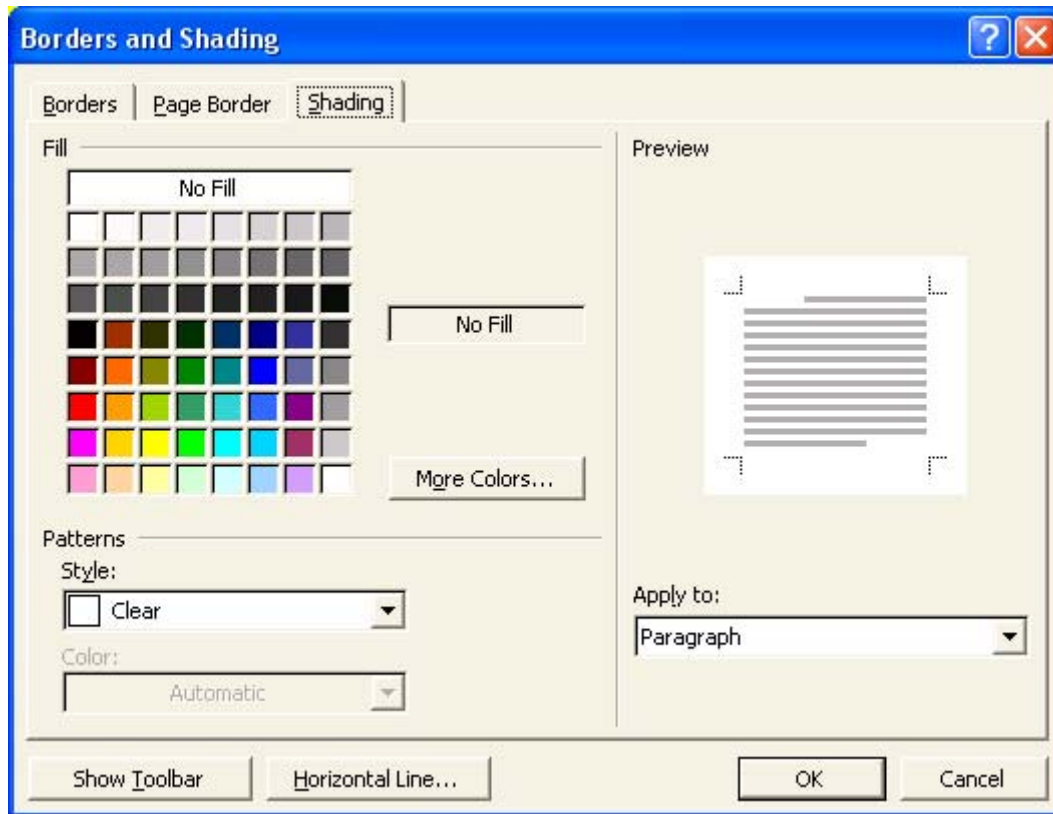 Borders and Shading
Borders
Page Border
Shading
Fill
No Fill
No Fill
More Colors...
Patterns
Style:
Clear
Color:
Automatic
Preview
Apply to:
Paragraph
Show Toolbar
Horizontal Line...
OK
Cancel